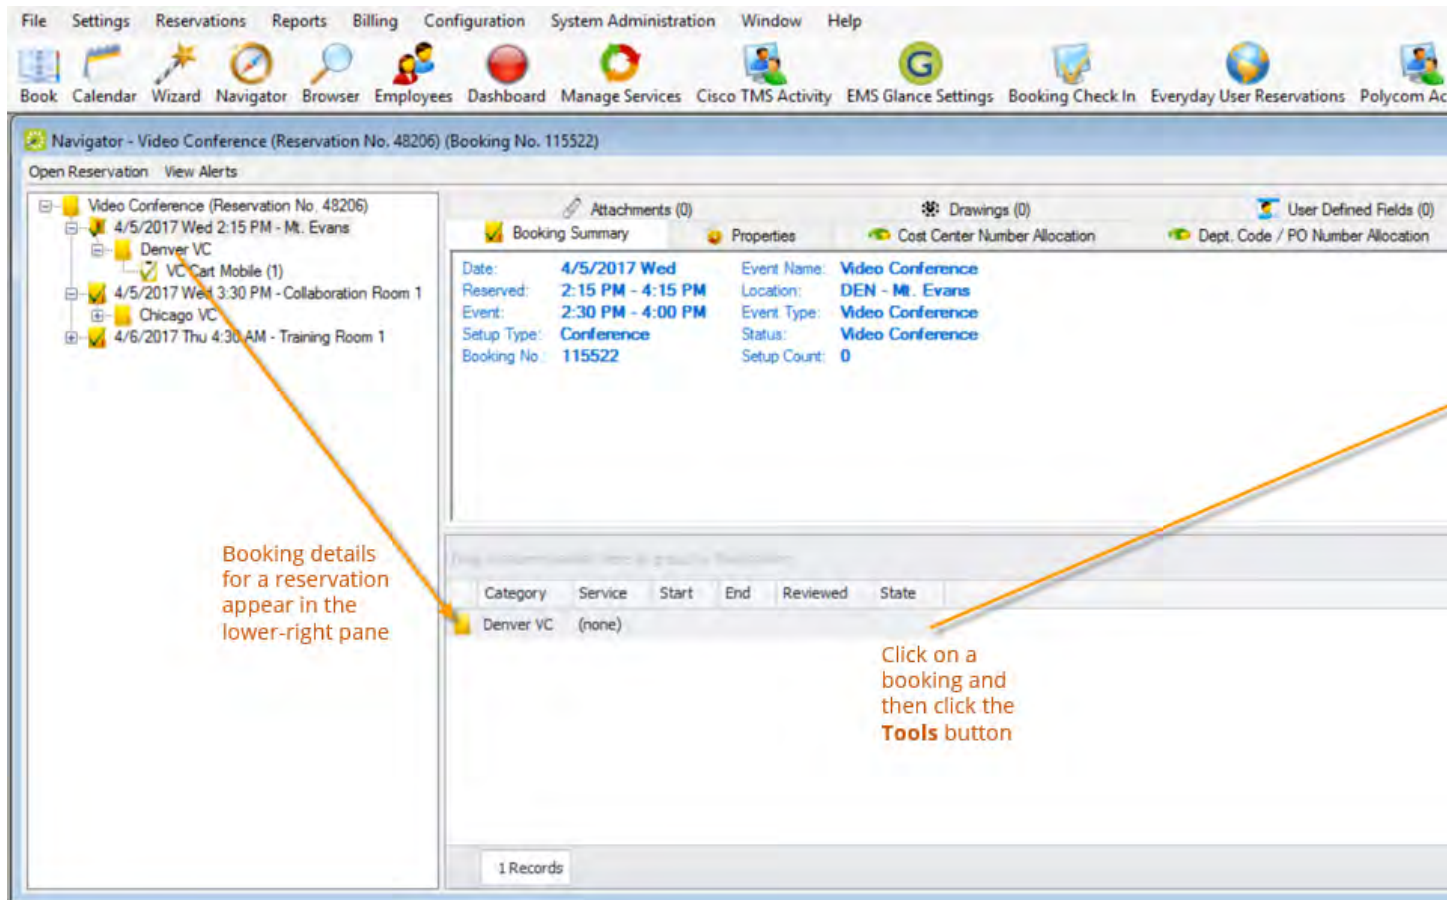 File Settings Reservations Reports Billing Configuration System Administration Window Help
Book Calendar Wizard Navigator Browser Employees Dashboard Manage Services Cisco TMS Activity EMS Glance Settings Booking Check In Everyday User Reservations Polycom Ac
Navigator - Video Conference (Reservation No. 48206) (Booking No. 115522)
Open Reservation View Alerts
Video Conference (Reservation No. 48206)
4/5/2017 Wed 2:15 PM - Mt. Evans
Denver VC
VC Cart Mobile (1)
4/5/2017 Wed 3:30 PM - Collaboration Room 1
Chicago VC
4/6/2017 Thu 4:30 AM - Training Room 1
Attachments (0) Drawings (0) User Defined Fields (0)
Booking Summary Properties Cost Center Number Allocation Dept. Code / PO Number Allocation
Date: 4/5/2017 Wed Event Name: Video Conference
Reserved: 2:15 PM - 4:15 PM Location: DEN - Mt. Evans
Event: 2:30 PM - 4:00 PM Event Type: Video Conference
Setup Type: Conference Status: Video Conference
Booking No.: 115522 Setup Count: 0
Booking details
for a reservation
appear in the
lower-right pane
Category Service Start End Reviewed State
Denver VC (none)
Click on a
booking and
then click the
Tools button
1 Records